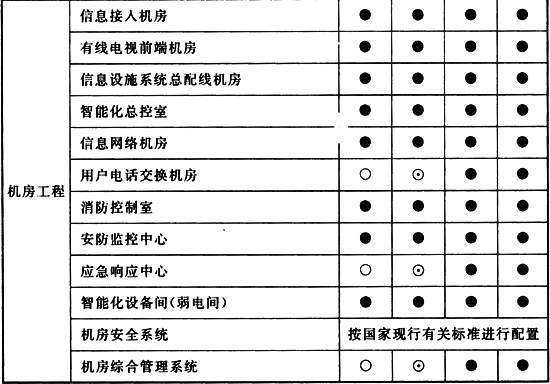 信息接入机房 ● ● ● ●
有线电视前端机房 ● ● ● ●
信息设施系统总配线机房 ● ● ● ●
智能化总控室 ● ● ● ●
信息网络机房 ● ● ● ●
用户电话交换机房 ○ ⊙ ● ●
机房工程
消防控制室 ● ● ● ●
安防监控中心 ● ● ● ●
应急响应中心 ○ ⊙ ● ●
智能化设备间(弱电间) ● ● ● ●
机房安全系统 按国家现行有关标准进行配置
机房综合管理系统 ○ ⊙ ● ●